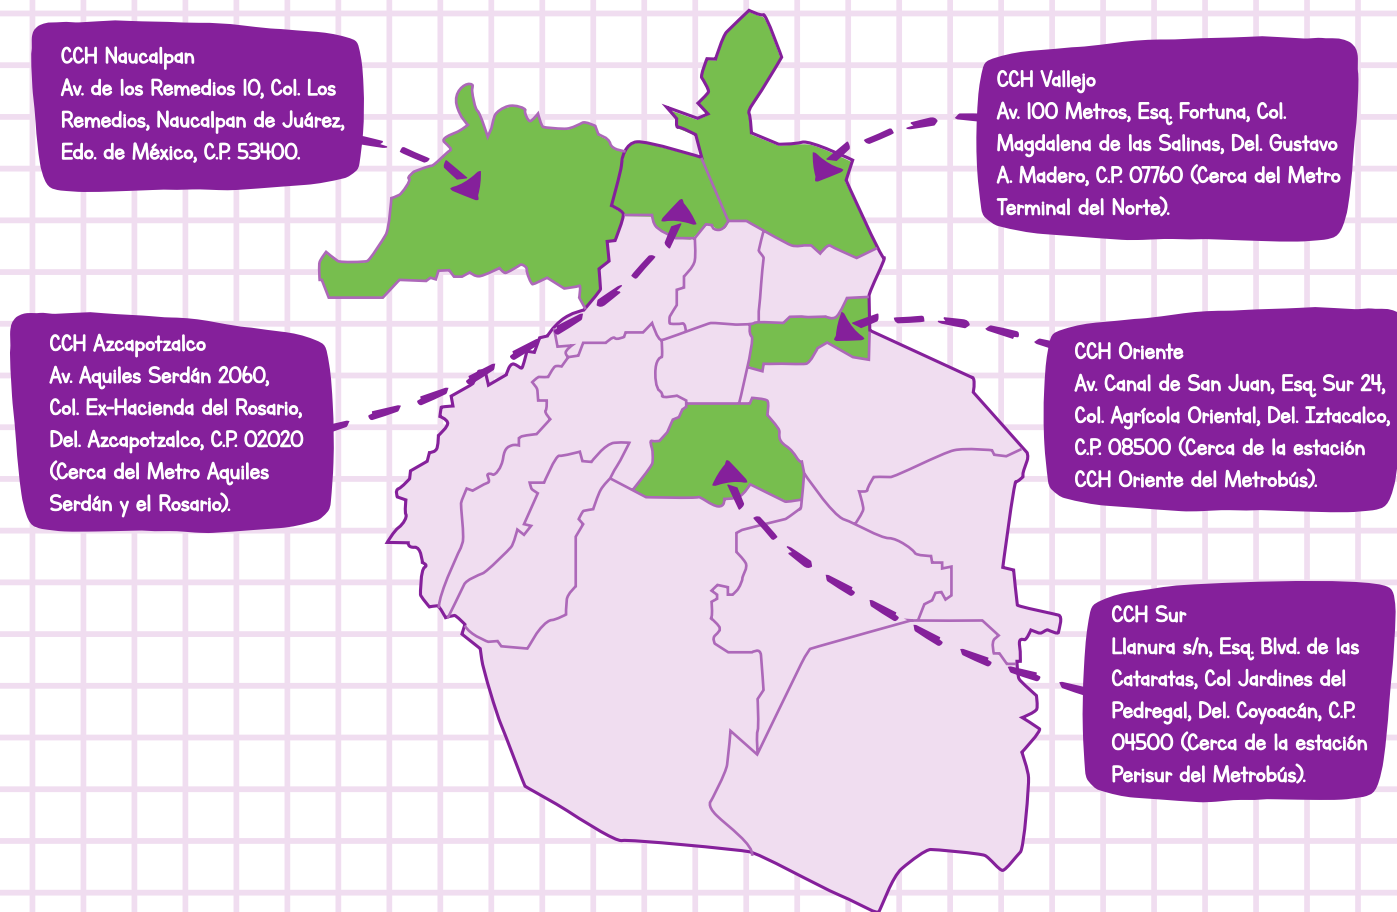 CCH Naucalpan
Av. de los Remedios 10, Col. Los
Remedios, Naucalpan de Juárez,
Edo. de México, C.P. 53400.
CCH Vallejo
Av. 100 Metros, Esq. Fortuna, Col.
Magdalena de las Salinas, Del. Gustavo
A. Madero, C.P. 07760 (Cerca del Metro
Terminal del Norte).
CCH Azcapotzalco
Av. Aquiles Serdán 2060,
Col. Ex-Hacienda del Rosario,
Del. Azcapotzalco, C.P. 02020
(Cerca del Metro Aquiles
Serdán y el Rosario).
CCH Oriente
Av. Canal de San Juan, Esq. Sur 24,
Col. Agrícola Oriental, Del. Iztacalco,
C.P. 08500 (Cerca de la estación
CCH Oriente del Metrobús).
CCH Sur
Llanura s/n, Esq. Blvd. de las
Cataratas, Col Jardines del
Pedregal, Del. Coyoacán, C.P.
04500 (Cerca de la estación
Perisur del Metrobús).